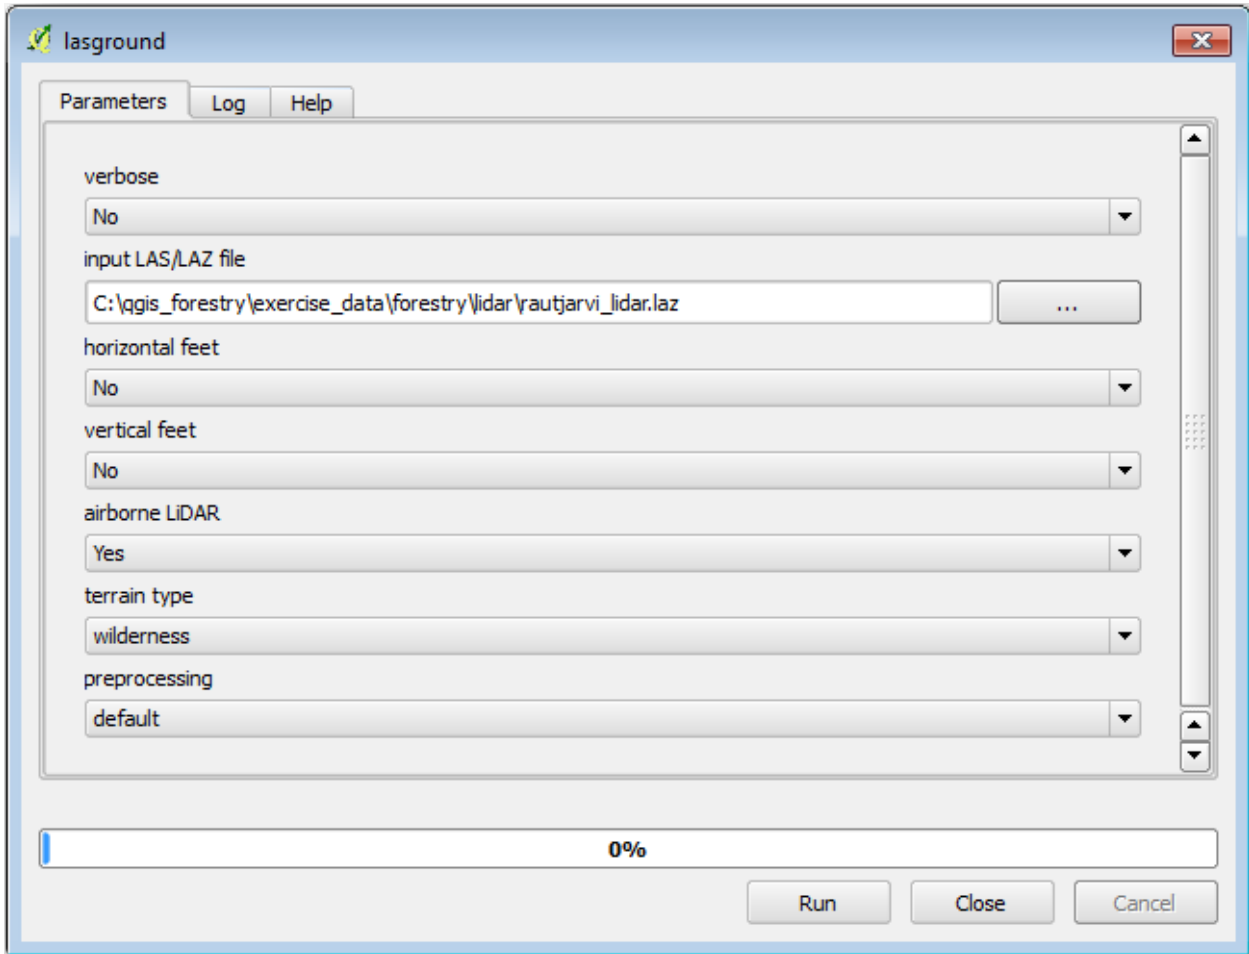 lasground
Parameters Log Help
verbose
No
input LAS/LAZ file
C:\qgis_forestry\exercise_data\forestry\lidar\rautjarvi_lidar.laz ...
horizontal feet
No
vertical feet
No
airborne LiDAR
Yes
terrain type
wilderness
preprocessing
default
0%
Run Close Cancel